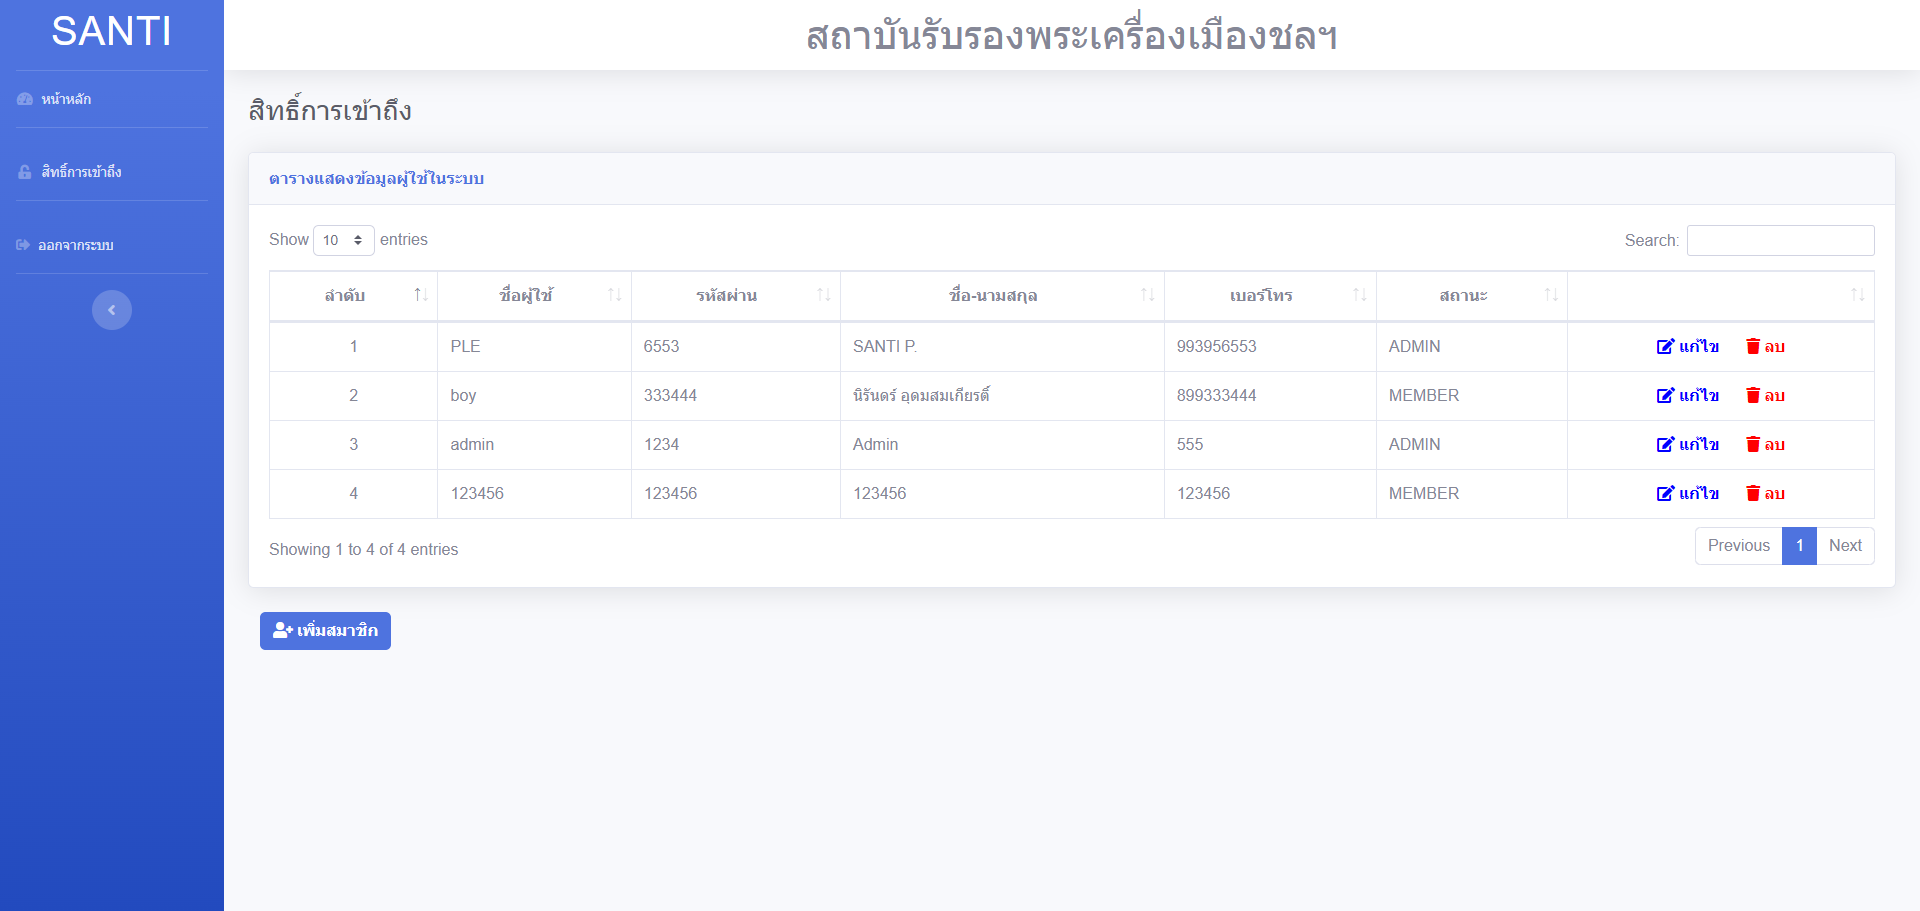 SANTI
สถาบันรับรองพระเครื่องเมืองชลฯ
หน้าหลัก
สิทธิ์การเข้าถึง
ออกจากระบบ
สิทธิ์การเข้าถึง
ตารางแสดงข้อมูลผู้ใช้ในระบบ
Show 10 entries
Search:
ลำดับ ชื่อผู้ใช้ รหัสผ่าน ชื่อ-นามสกุล เบอร์โทร สถานะ
1 PLE 6553 SANTI P. 993956553 ADMIN แก้ไข ลบ
2 boy 333444 นิรันดร์ อุดมสมเกียรติ์ 899333444 MEMBER แก้ไข ลบ
3 admin 1234 Admin 555 ADMIN แก้ไข ลบ
4 123456 123456 123456 123456 MEMBER แก้ไข ลบ
Showing 1 to 4 of 4 entries
Previous 1 Next
เพิ่มสมาชิก